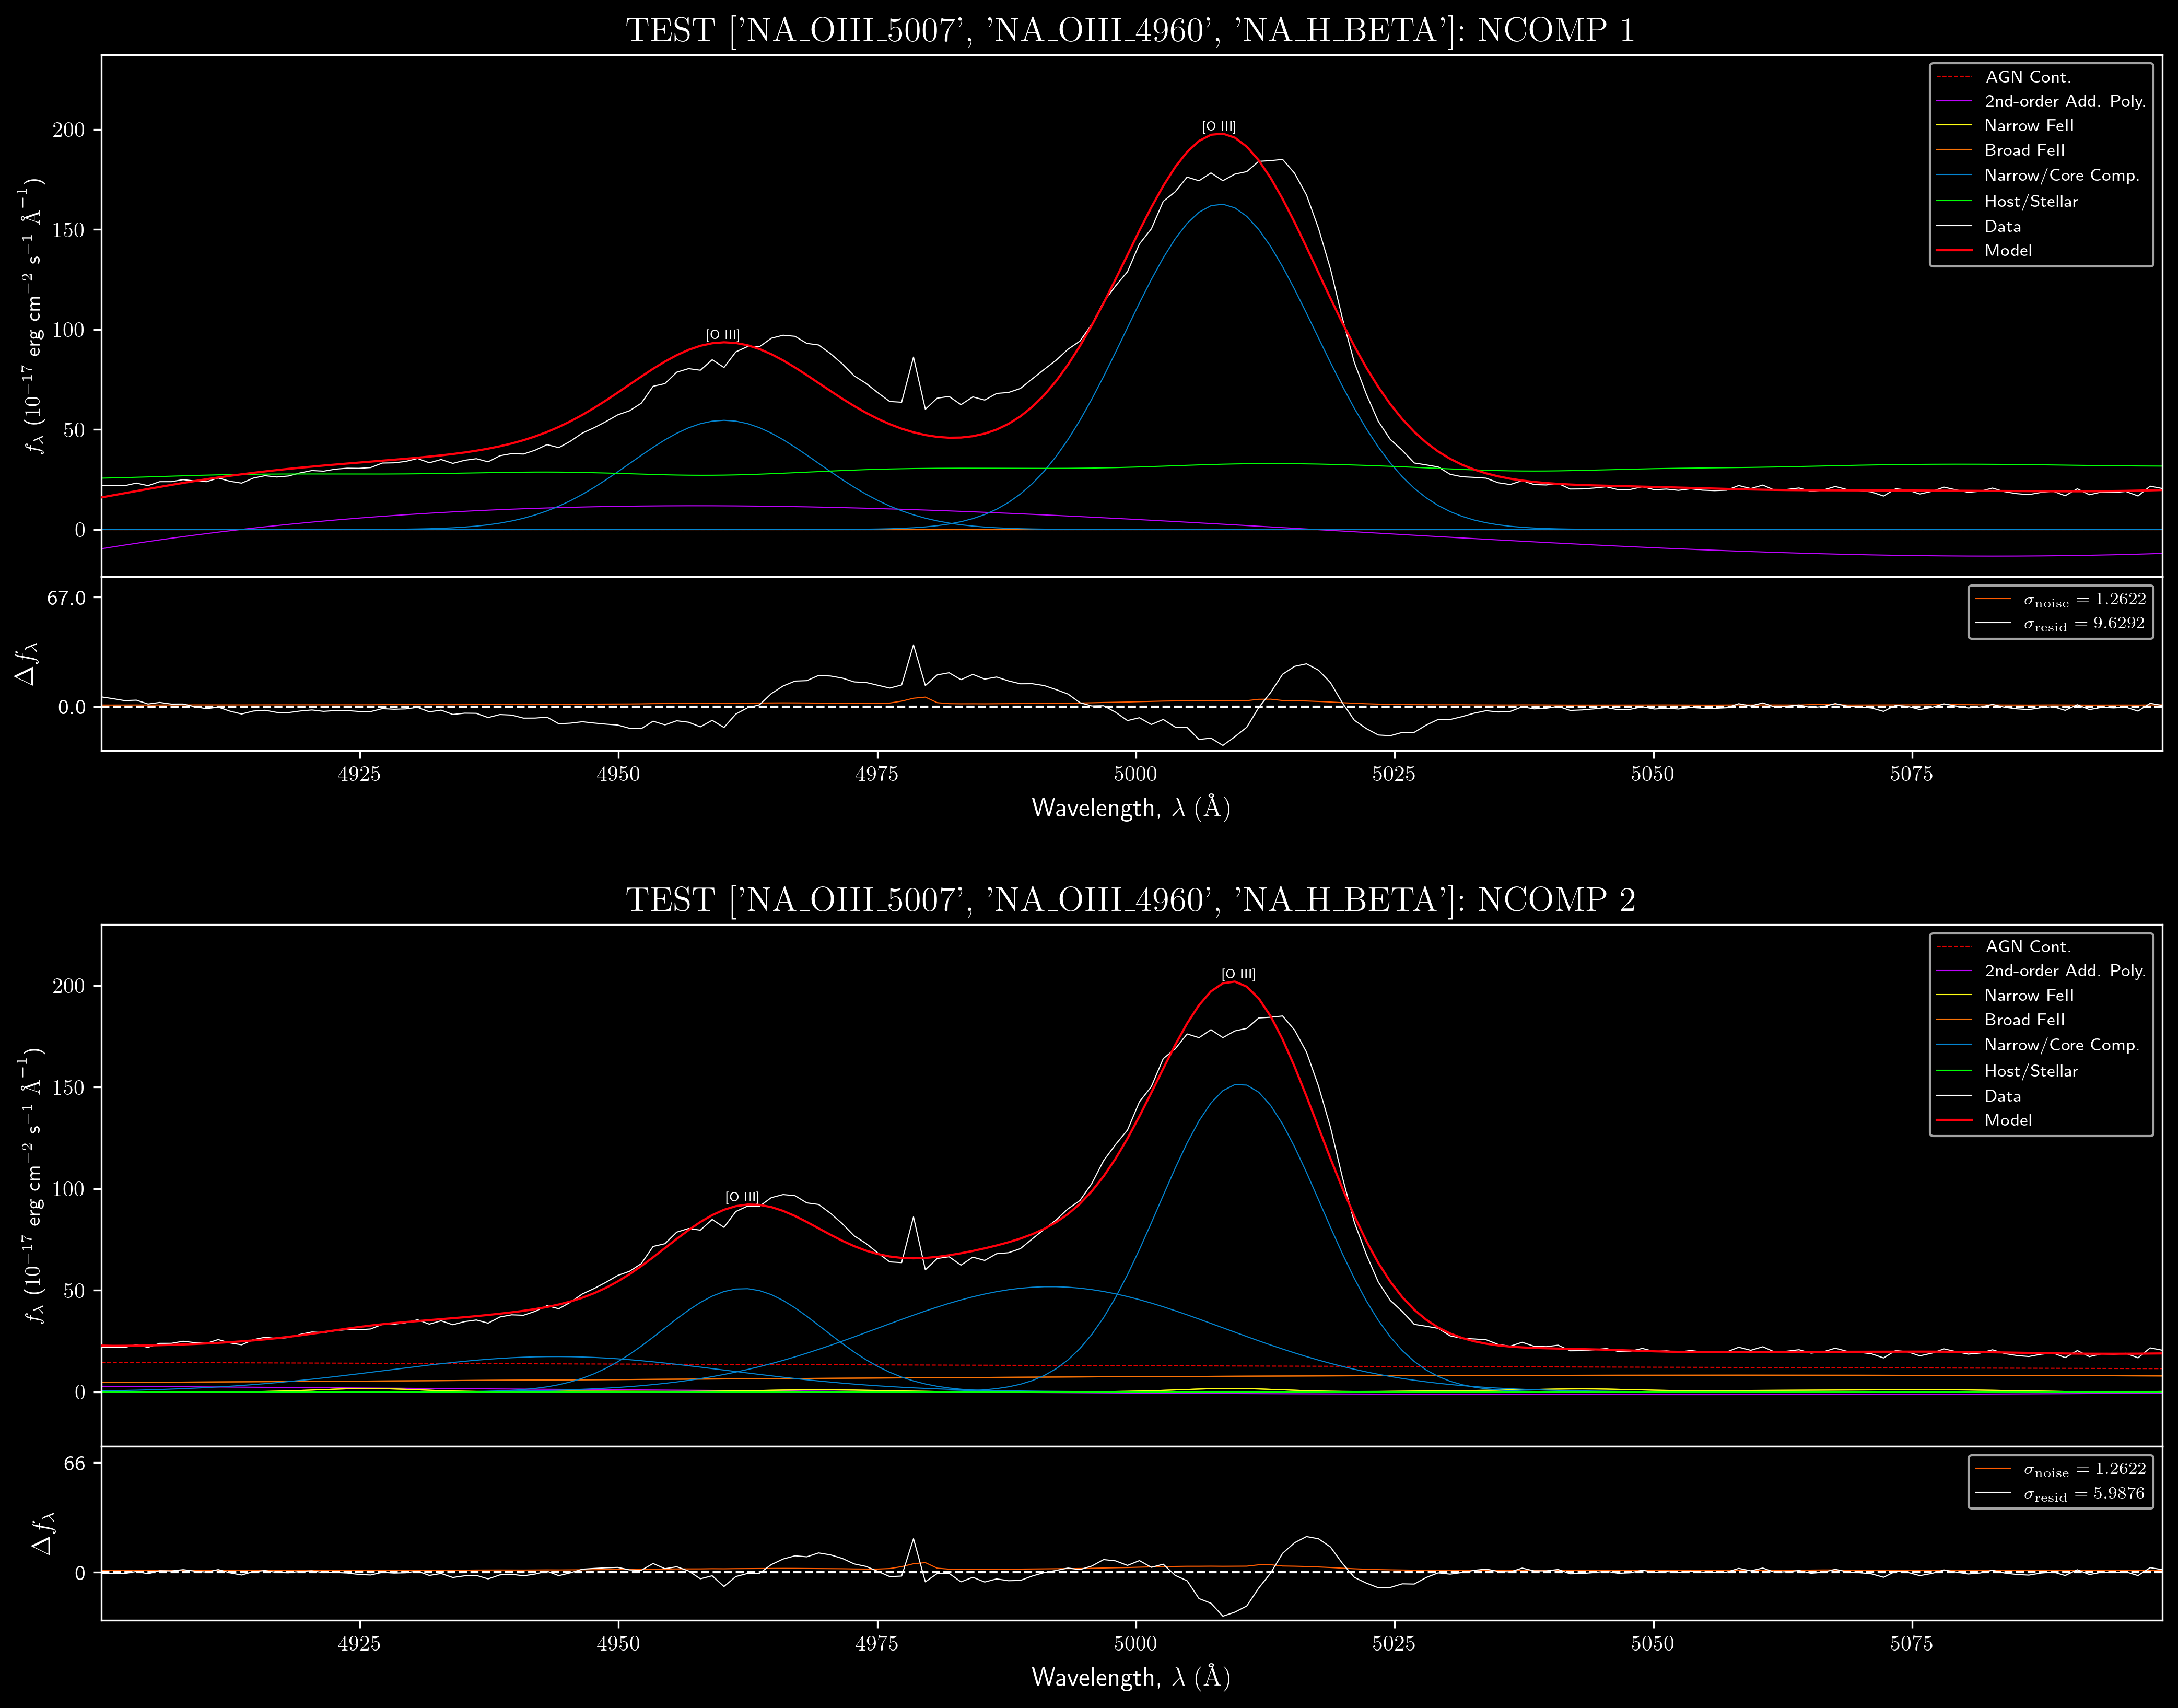 TEST ['NA_OIII_5007', 'NA_OIII_4960', 'NA_H_BETA']: NCOMP 1
AGN Cont.
2nd-order Add. Poly.
Narrow FeII
Broad FeII
Narrow/Core Comp.
Host/Stellar
Data
Model
[O III]
[O III]
200
150
100
50
0
f_λ (10^−17 erg cm^−2 s^−1 Å^−1)
σ_noise = 1.2622
σ_resid = 9.6292
67.0
0.0
Δf_λ
4925 4950 4975 5000 5025 5050 5075
Wavelength, λ (Å)
TEST ['NA_OIII_5007', 'NA_OIII_4960', 'NA_H_BETA']: NCOMP 2
AGN Cont.
2nd-order Add. Poly.
Narrow FeII
Broad FeII
Narrow/Core Comp.
Host/Stellar
Data
Model
[O III]
[O III]
200
150
100
50
0
f_λ (10^−17 erg cm^−2 s^−1 Å^−1)
σ_noise = 1.2622
σ_resid = 5.9876
66
0
Δf_λ
4925 4950 4975 5000 5025 5050 5075
Wavelength, λ (Å)